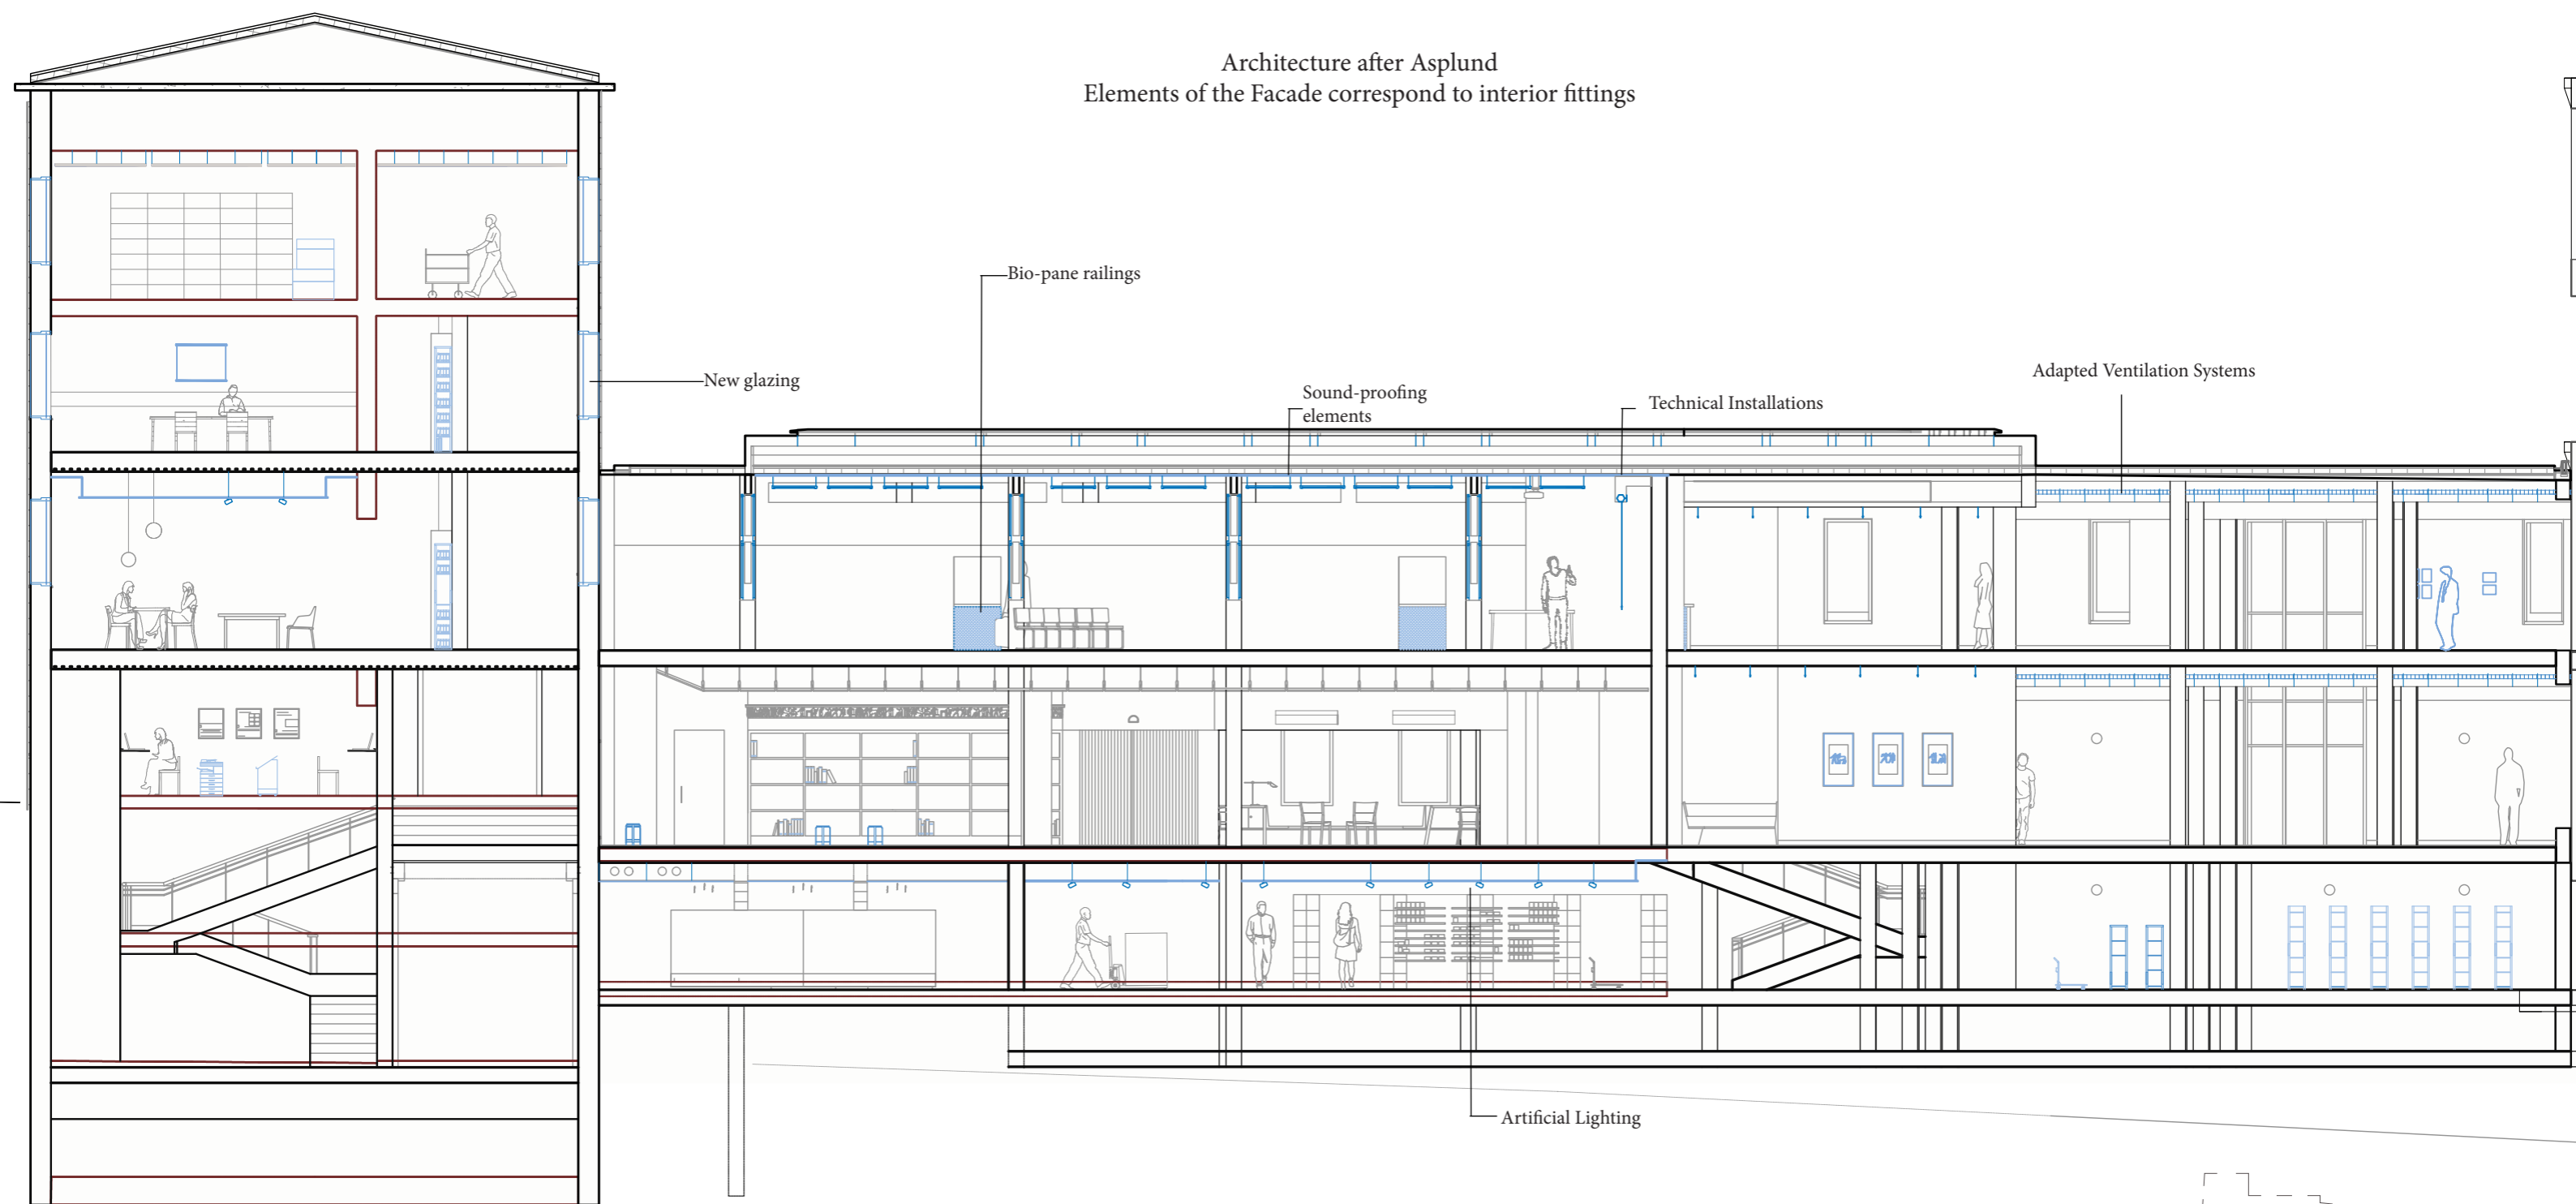 Architecture after Asplund
Elements of the Facade correspond to interior fittings
Bio-pane railings
New glazing
Sound-proofing
elements
Technical Installations
Adapted Ventilation Systems
Artificial Lighting